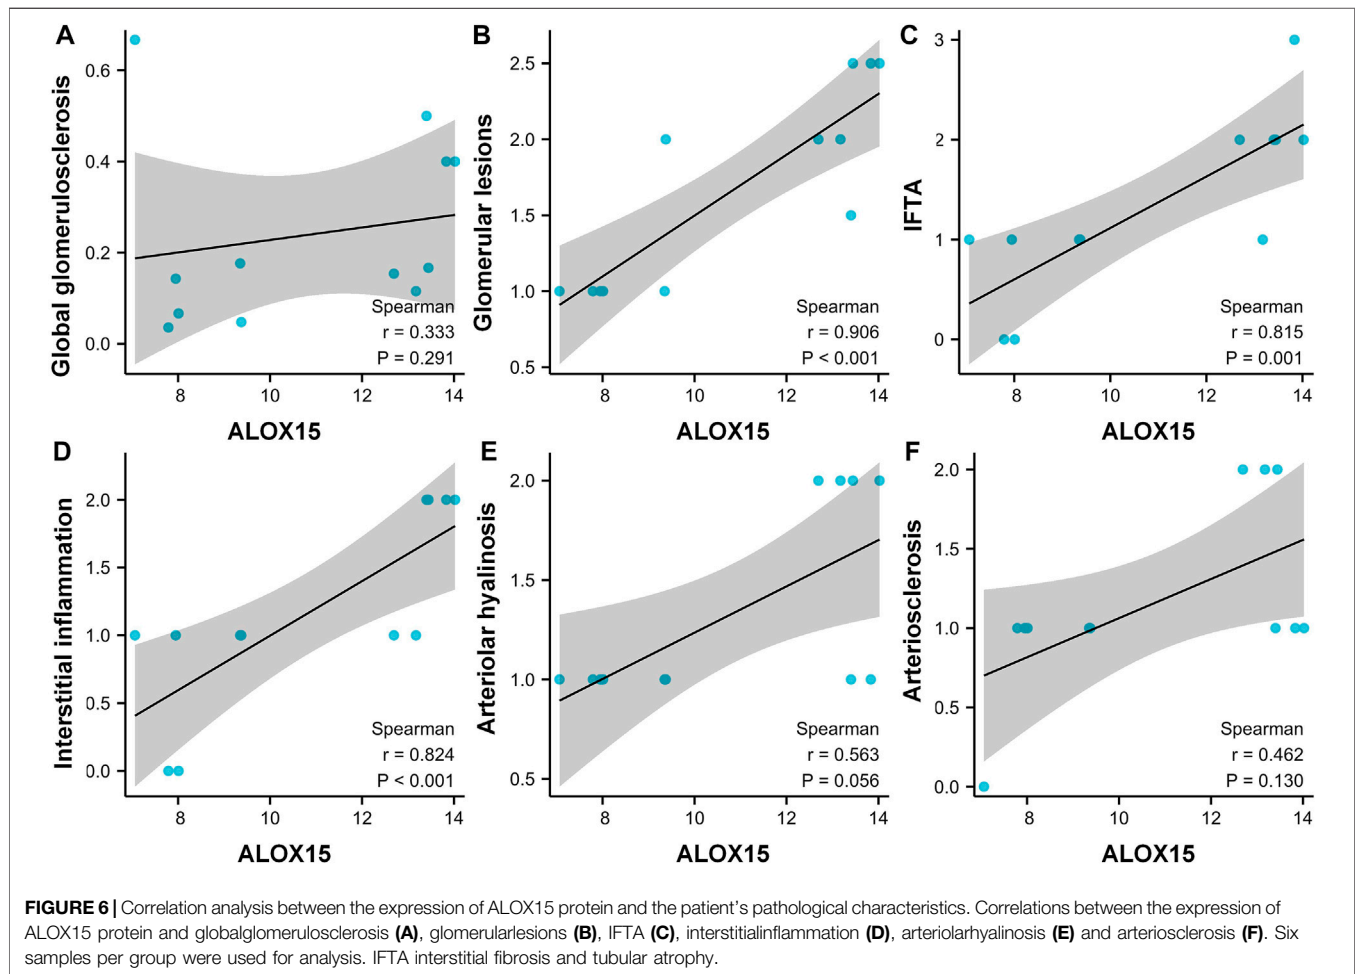 A
Global glomerulosclerosis
0.6
0.4
0.2
0.0
8 10 12 14
ALOX15
Spearman
r = 0.333
P = 0.291
B
Glomerular lesions
2.5
2.0
1.5
1.0
0.5
8 10 12 14
ALOX15
Spearman
r = 0.906
P < 0.001
C
IFTA
3
2
1
0
8 10 12 14
ALOX15
Spearman
r = 0.815
P = 0.001
D
Interstitial inflammation
2.0
1.5
1.0
0.5
0.0
8 10 12 14
ALOX15
Spearman
r = 0.824
P < 0.001
E
Arteriolar hyalinosis
2.0
1.5
1.0
0.5
8 10 12 14
ALOX15
Spearman
r = 0.563
P = 0.056
F
Arteriosclerosis
2.0
1.5
1.0
0.5
0.0
8 10 12 14
ALOX15
Spearman
r = 0.462
P = 0.130
FIGURE 6 | Correlation analysis between the expression of ALOX15 protein and the patient's pathological characteristics. Correlations between the expression of
ALOX15 protein and globalglomerulosclerosis (A), glomerularlesions (B), IFTA (C), interstitialinflammation (D), arteriolarhyalinosis (E) and arteriosclerosis (F). Six
samples per group were used for analysis. IFTA interstitial fibrosis and tubular atrophy.